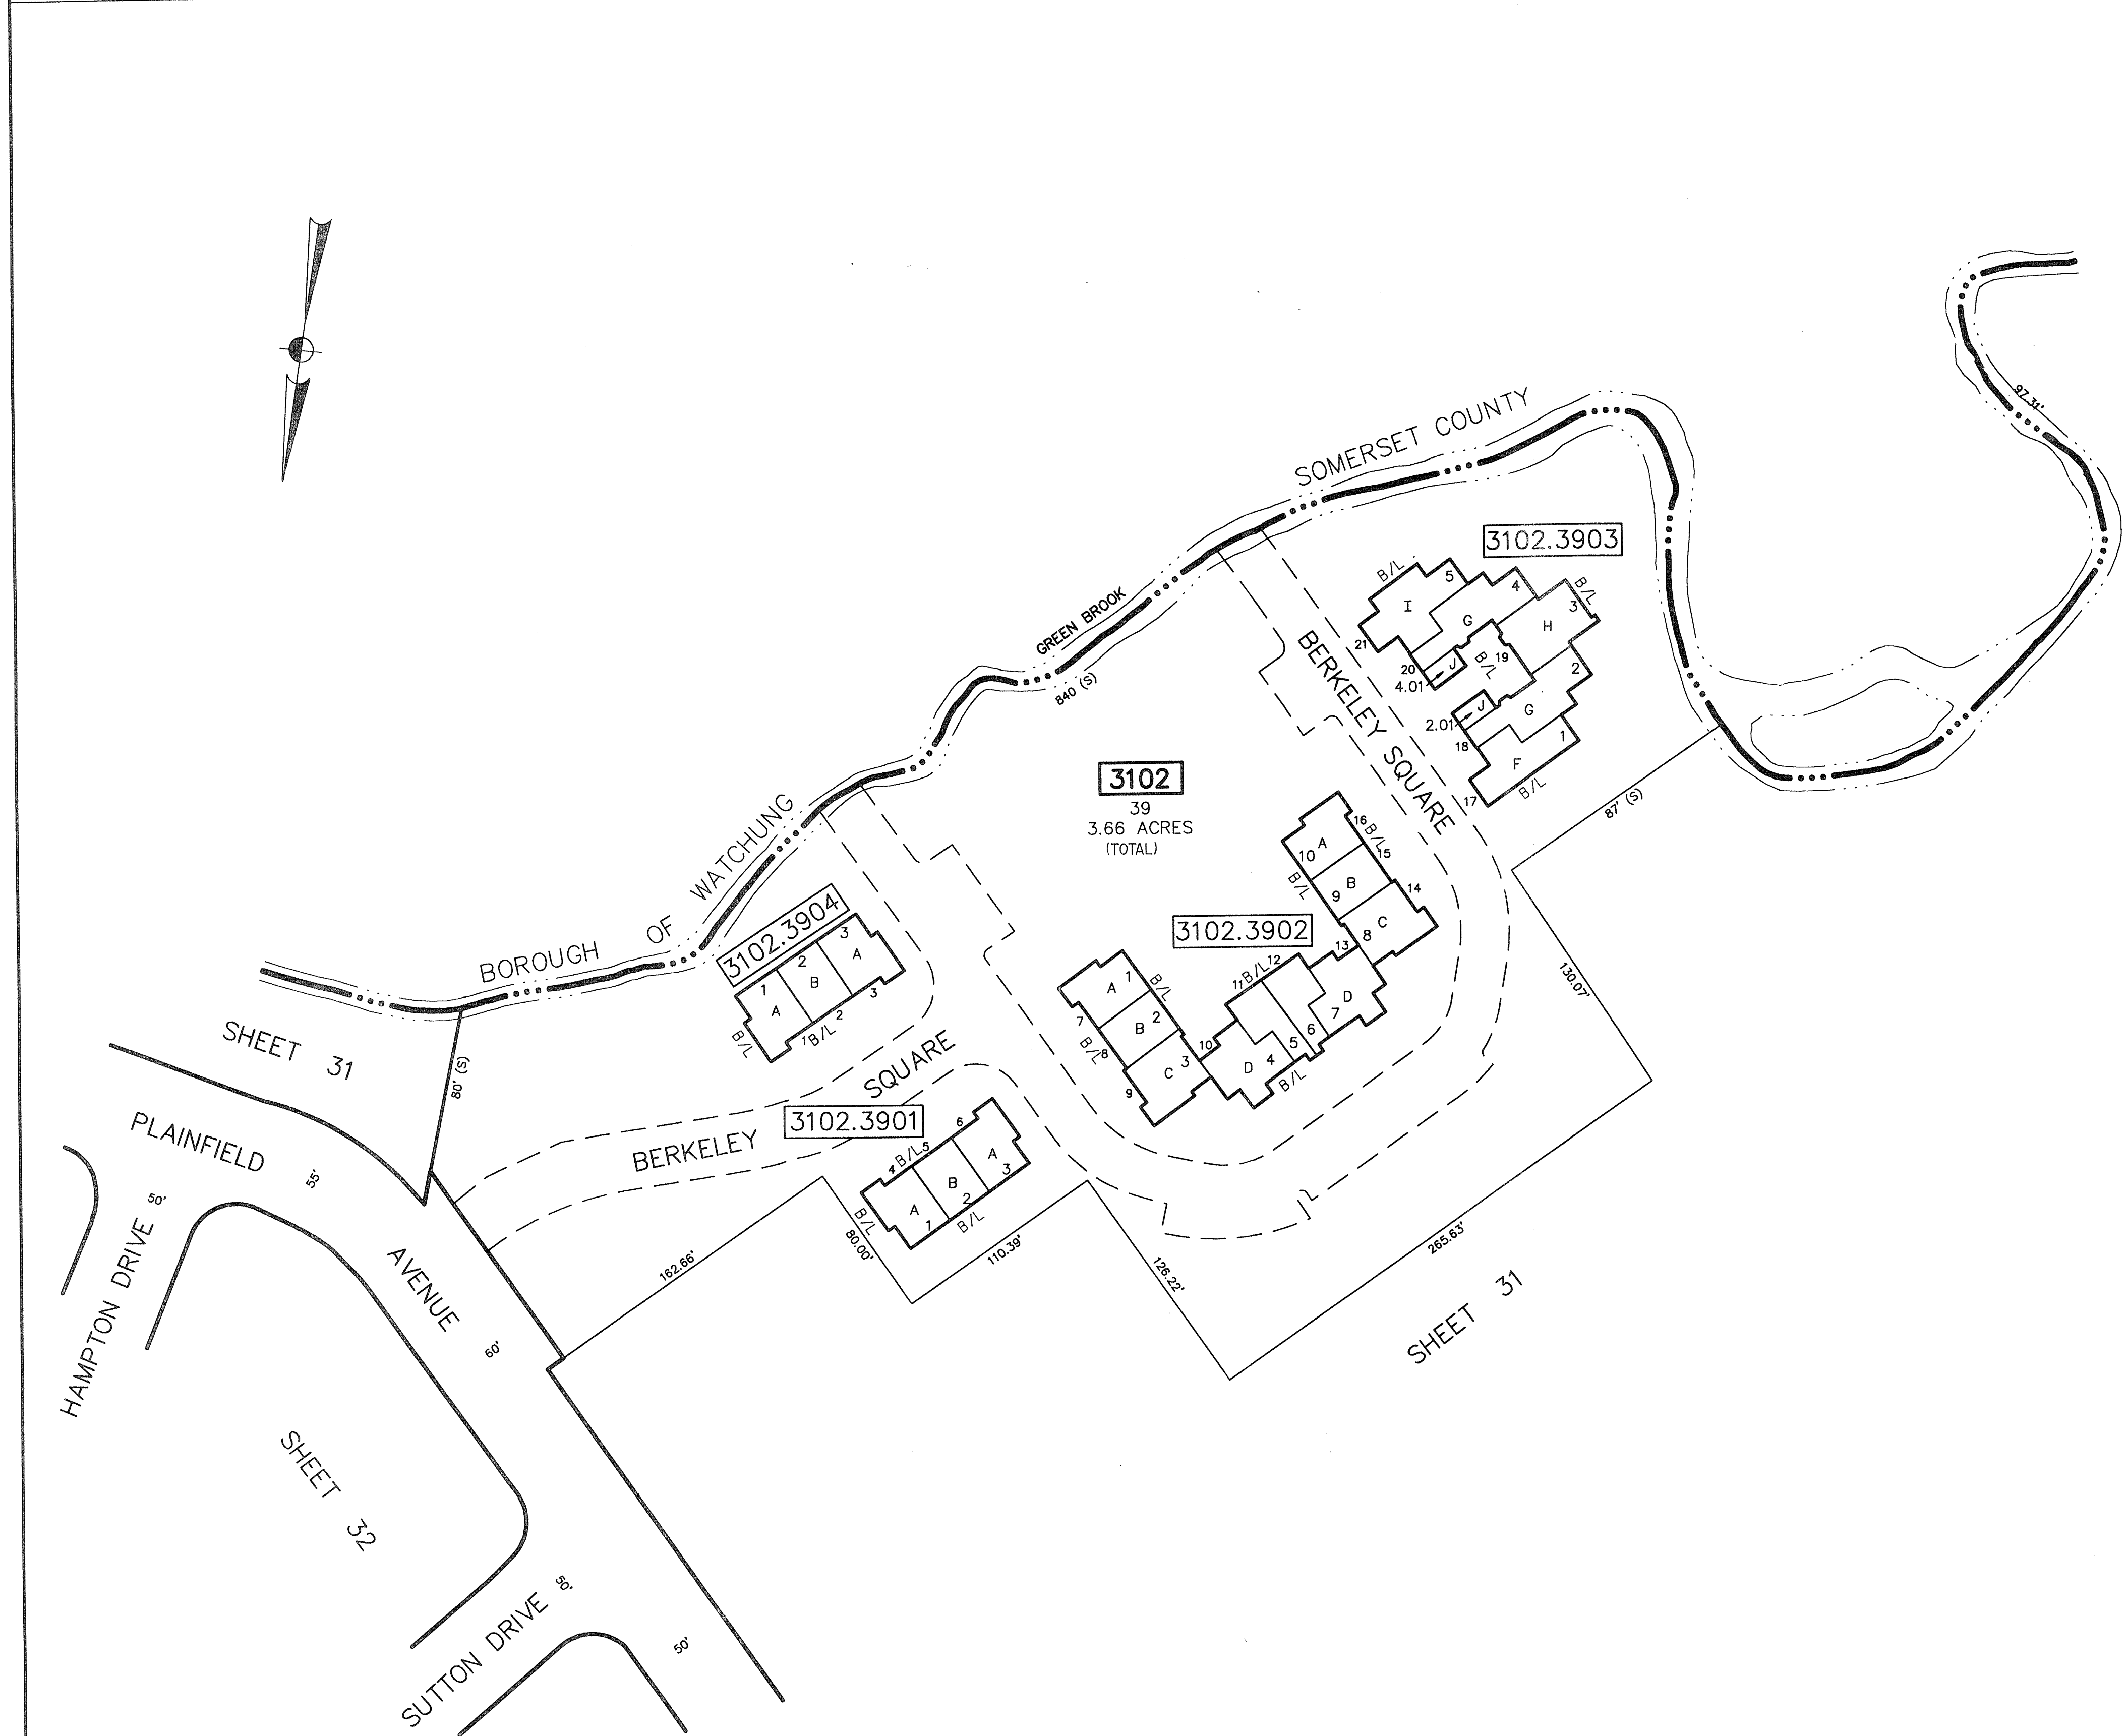 97.31'
SOMERSET COUNTY
3102.3903
B/L
5
I
4
G
B/L
3
H
GREEN BROOK
21
20
J
4.01
B/L
19
2
840 (S)
BERKELEY SQUARE
J
2.01
G
18
1
F
17
B/L
87' (S)
3102
39
3.66 ACRES
(TOTAL)
BOROUGH OF WATCHUNG
3102.3904
1
2
3
A
B
A
B/L
1
B/L
2
3
3102.3902
16
B/L
15
A
10
B
9
B/L
14
C
8
13
A
1
B/L
7
B
2
B/L
8
C
3
9
10
11
B/L
12
D
7
6
5
D
4
B/L
130.07'
SHEET 31
80' (S)
BERKELEY SQUARE
3102.3901
4
B/L
5
6
A
B
A
1
2
3
B/L
B/L
PLAINFIELD
55'
50'
HAMPTON DRIVE
AVENUE
60'
162.66'
80.00'
110.39'
126.22'
265.63'
SHEET 31
SHEET 32
SUTTON DRIVE
50'
50'